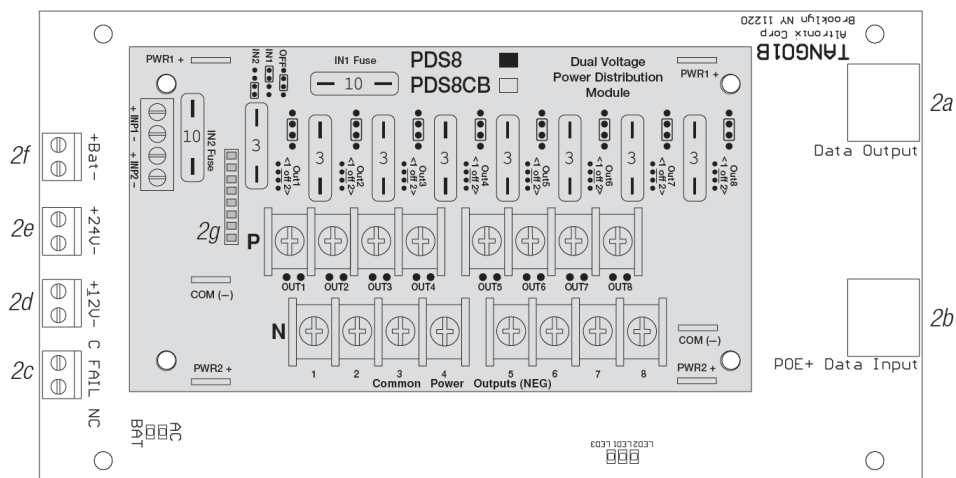 TANGO1B
Altronix Corp
Brooklyn NY 11220
PWR1 +
IN2
IN1
OFF
IN1 Fuse
10
PDS8
PDS8CB
Dual Voltage
Power Distribution
Module
PWR1 +
2a
Data Output
+ INP1 -
+ INP2 -
10
IN2 Fuse
3
3
3
3
3
3
3
3
Out1
<1 off 2>
Out2
<1 off 2>
Out3
<1 off 2>
Out4
<1 off 2>
Out5
<1 off 2>
Out6
<1 off 2>
Out7
<1 off 2>
Out8
<1 off 2>
2f
+Bat-
2e
+24V-
2g
P
OUT1
OUT2
OUT3
OUT4
OUT5
OUT6
OUT7
OUT8
2d
+12V-
COM (–)
N
COM (–)
2b
POE+ Data Input
2c
C FAIL NC
PWR2 +
1 2 3 4 5 6 7 8
Common Power Outputs (NEG)
PWR2 +
BAT
AC
LED3
LED1
LED2